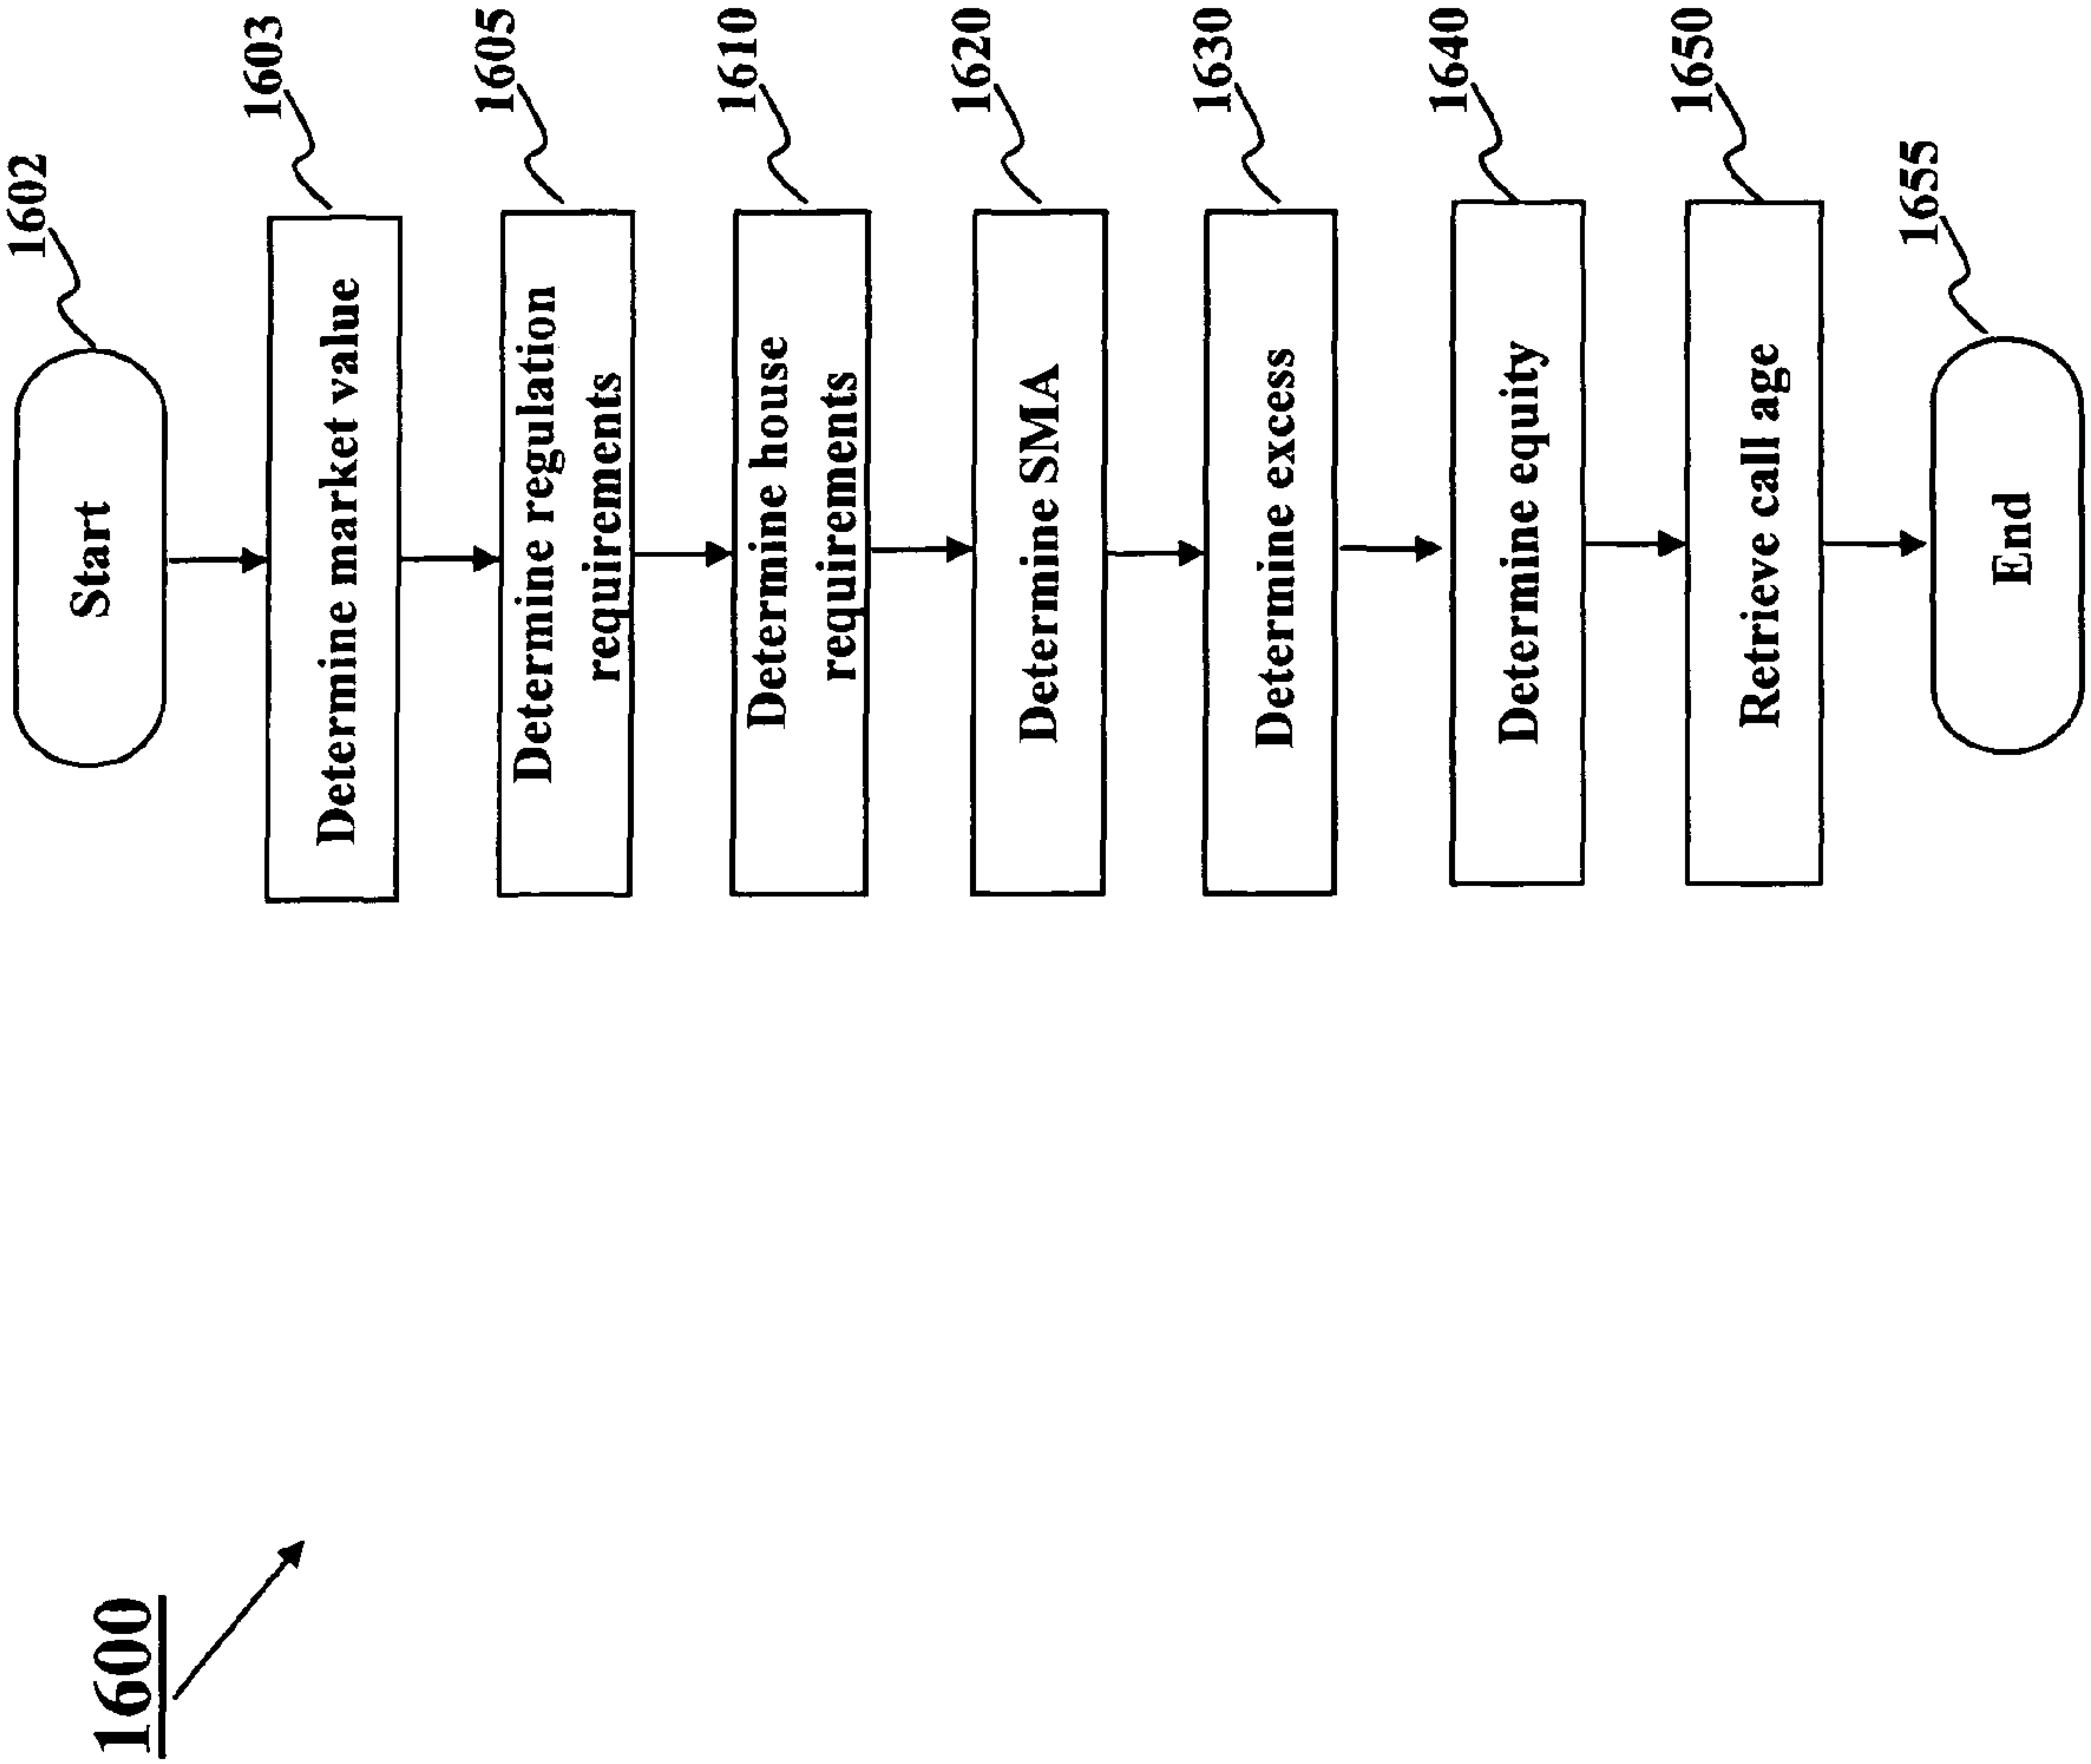 1600
Start
1602
Determine market value
1603
Determine regulation
requirements
1605
Determine house
requirements
1610
Determine SMA
1620
Determine excess
1630
Determine equity
1640
Retrieve call age
1650
End
1655